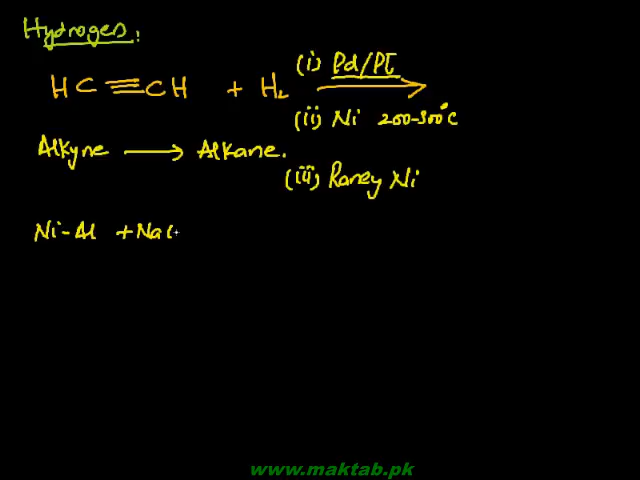 Hydrogen:
(i) Pd/Pt
HC≡CH + H₂ →
(ii) Ni 200-300°C
Alkyne → Alkane.
(iii) Raney Ni
Ni-Al + Na
www.maktab.pk